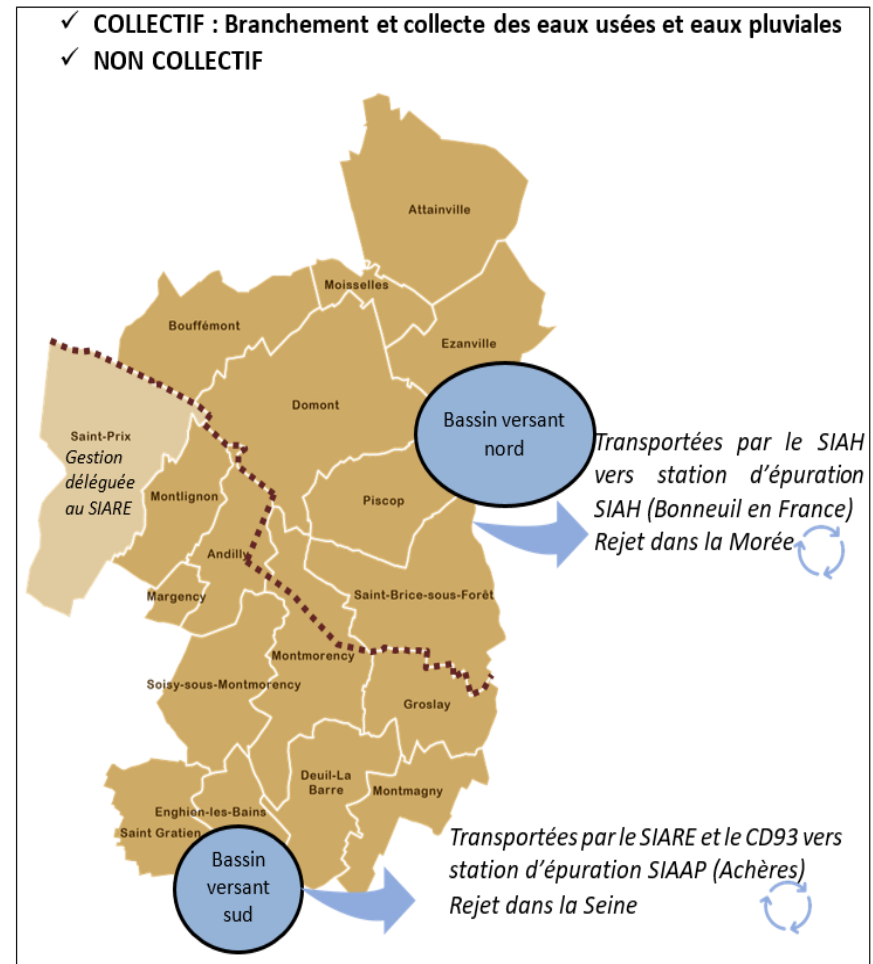 ✓ COLLECTIF : Branchement et collecte des eaux usées et eaux pluviales
✓ NON COLLECTIF
Attainville
Moisselles
Bouffémont
Ezanville
Domont
Bassin versant
nord
Saint-Prix
Gestion
déléguée
au SIARE
Montlignon
Piscop
Transportées par le SIAH
vers station d’épuration
SIAH (Bonneuil en France)
Rejet dans la Morée
Andilly
Margency
Saint-Brice-sous-Forêt
Montmorency
Soisy-sous-Montmorency
Groslay
Deuil-La
Barre
Montmagny
Enghien-les-Bains
Saint Gratien
Bassin
versant
sud
Transportées par le SIARE et le CD93 vers
station d’épuration SIAAP (Achères)
Rejet dans la Seine